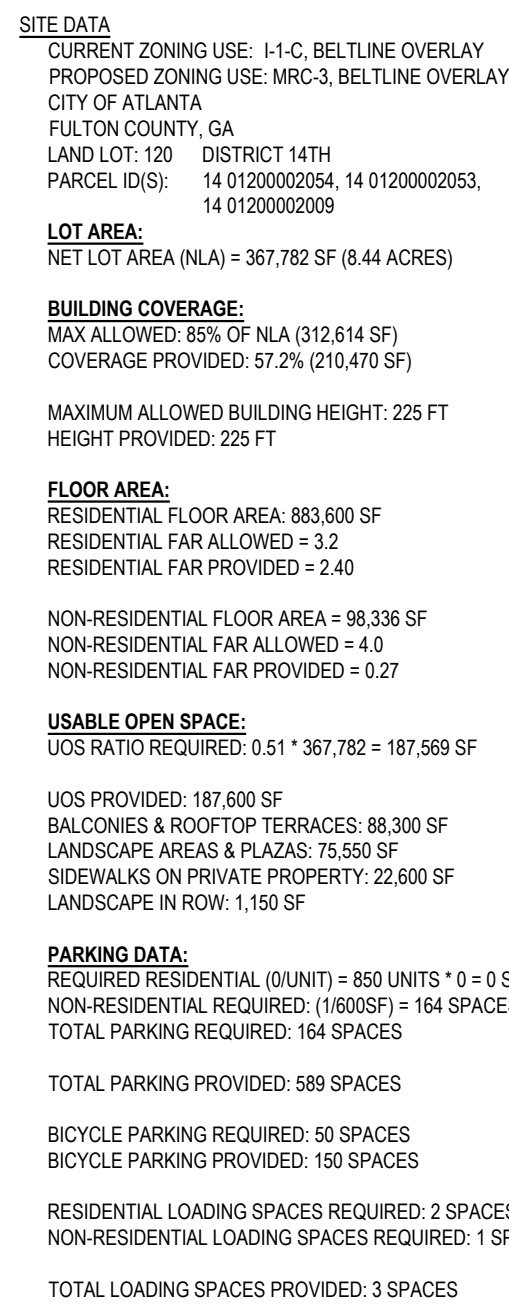 SITE DATA
CURRENT ZONING USE: I-1-C, BELTLINE OVERLAY
PROPOSED ZONING USE: MRC-3, BELTLINE OVERLAY
CITY OF ATLANTA
FULTON COUNTY, GA
LAND LOT: 120 DISTRICT 14TH
PARCEL ID(S): 14 01200002054, 14 01200002053,
14 01200002009
LOT AREA:
NET LOT AREA (NLA) = 367,782 SF (8.44 ACRES)
BUILDING COVERAGE:
MAX ALLOWED: 85% OF NLA (312,614 SF)
COVERAGE PROVIDED: 57.2% (210,470 SF)
MAXIMUM ALLOWED BUILDING HEIGHT: 225 FT
HEIGHT PROVIDED: 225 FT
FLOOR AREA:
RESIDENTIAL FLOOR AREA: 883,600 SF
RESIDENTIAL FAR ALLOWED = 3.2
RESIDENTIAL FAR PROVIDED = 2.40
NON-RESIDENTIAL FLOOR AREA = 98,336 SF
NON-RESIDENTIAL FAR ALLOWED = 4.0
NON-RESIDENTIAL FAR PROVIDED = 0.27
USABLE OPEN SPACE:
UOS RATIO REQUIRED: 0.51 * 367,782 = 187,569 SF
UOS PROVIDED: 187,600 SF
BALCONIES & ROOFTOP TERRACES: 88,300 SF
LANDSCAPE AREAS & PLAZAS: 75,550 SF
SIDEWALKS ON PRIVATE PROPERTY: 22,600 SF
LANDSCAPE IN ROW: 1,150 SF
PARKING DATA:
REQUIRED RESIDENTIAL (0/UNIT) = 850 UNITS * 0 = 0 S
NON-RESIDENTIAL REQUIRED: (1/600SF) = 164 SPACES
TOTAL PARKING REQUIRED: 164 SPACES
TOTAL PARKING PROVIDED: 589 SPACES
BICYCLE PARKING REQUIRED: 50 SPACES
BICYCLE PARKING PROVIDED: 150 SPACES
RESIDENTIAL LOADING SPACES REQUIRED: 2 SPACES
NON-RESIDENTIAL LOADING SPACES REQUIRED: 1 SP
TOTAL LOADING SPACES PROVIDED: 3 SPACES